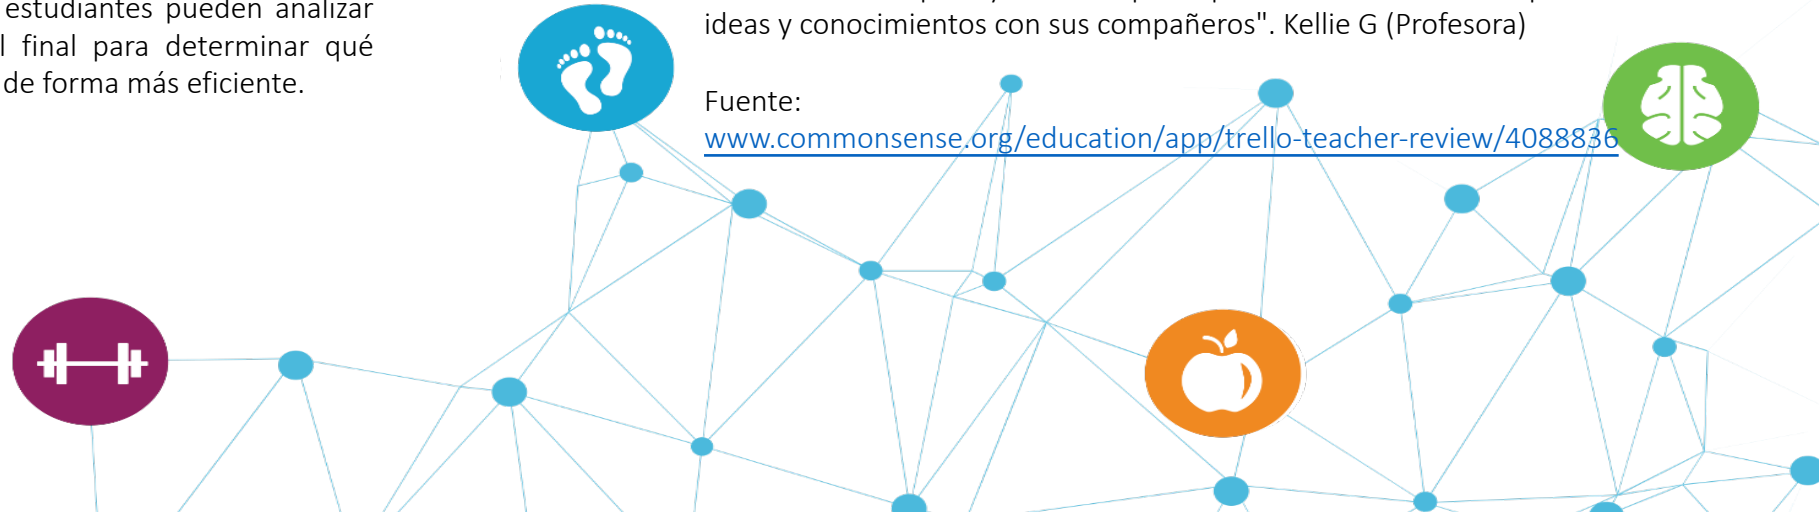 estudiantes pueden analizar
l final para determinar qué
de forma más eficiente.
ideas y conocimientos con sus compañeros". Kellie G (Profesora)
Fuente:
www.commonsense.org/education/app/trello-teacher-review/4088836